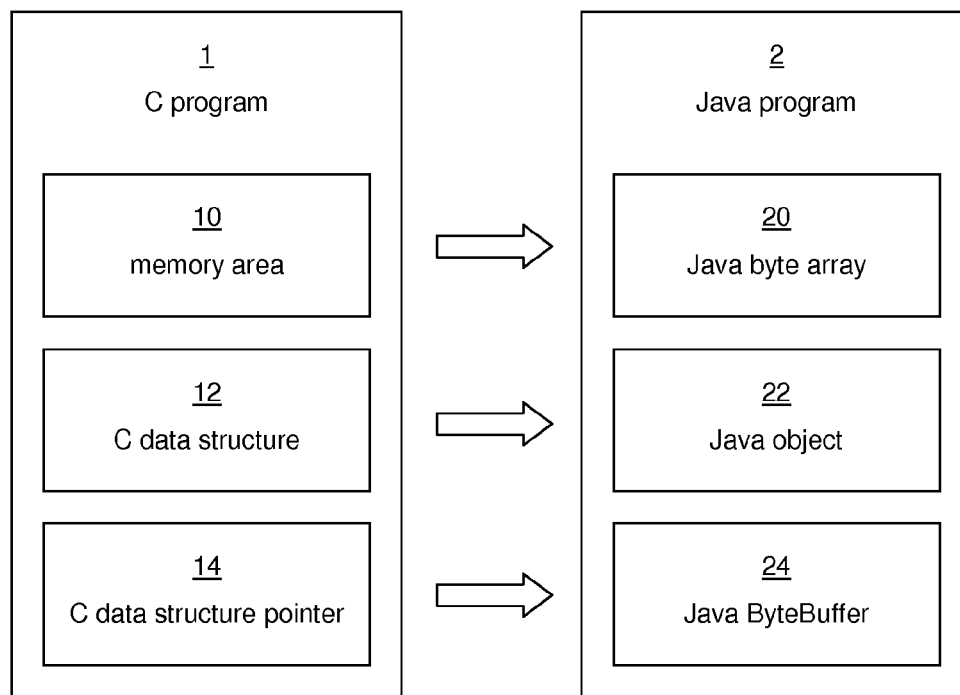 1
C program
10
memory area
12
C data structure
14
C data structure pointer
2
Java program
20
Java byte array
22
Java object
24
Java ByteBuffer